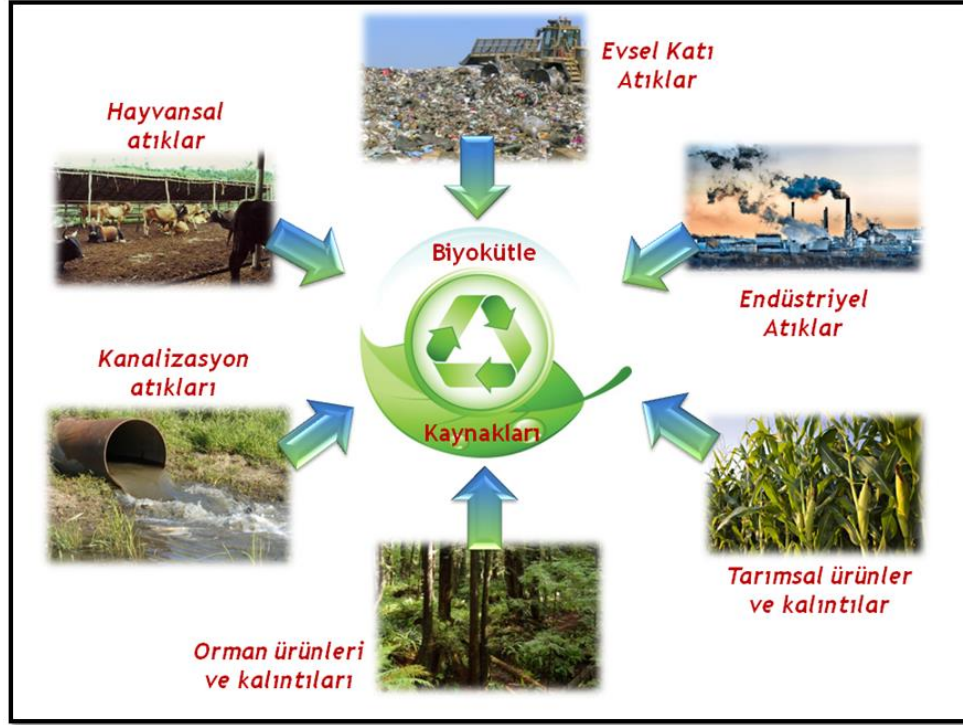 Evsel Katı
Atıklar
Hayvansal
atıklar
Biyokütle
Kaynakları
Endüstriyel
Atıklar
Kanalizasyon
atıkları
Tarımsal ürünler
ve kalıntılar
Orman ürünleri
ve kalıntıları